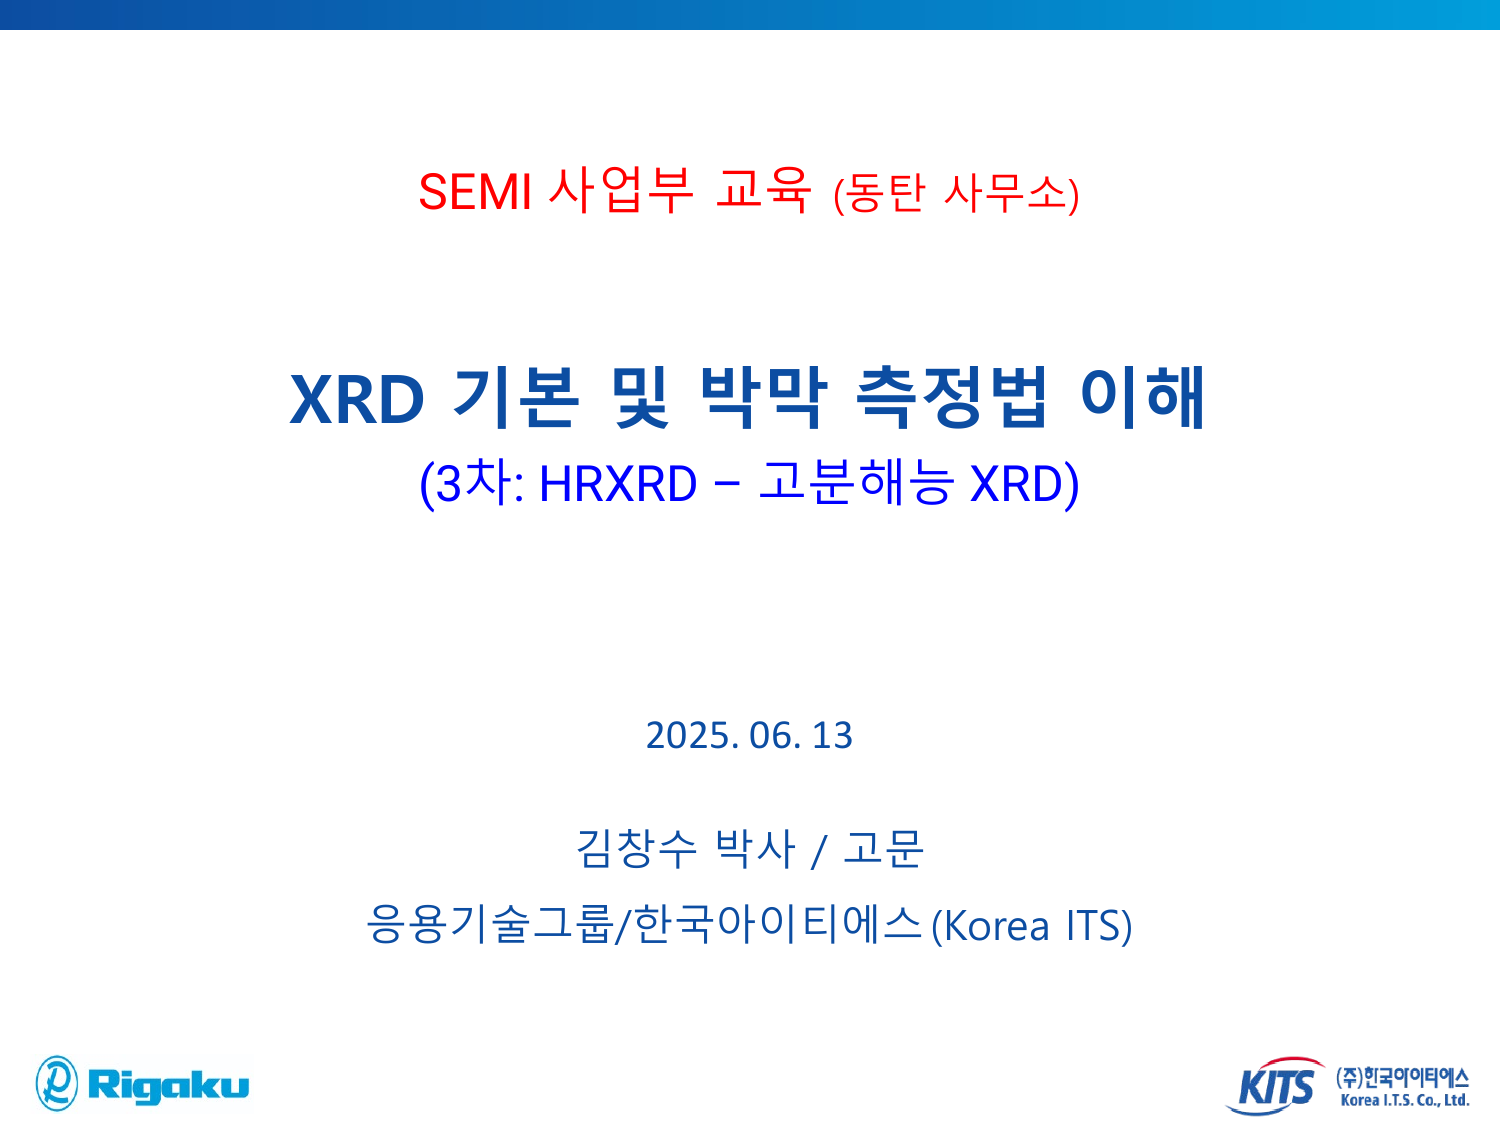 SEMI 사업부 교육 (동탄 사무소)
XRD 기본 및 박막 측정법 이해
(3차: HRXRD – 고분해능 XRD)
2025. 06. 13
김창수 박사 / 고문
응용기술그룹/한국아이티에스 (Korea ITS)
Rigaku
KITS (주)한국아이티에스
Korea I.T.S. Co., Ltd.